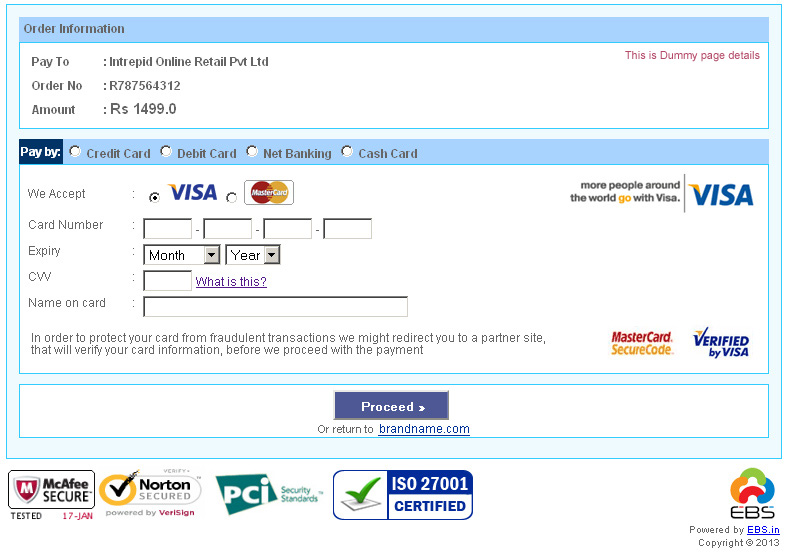 Order Information
Pay To : Intrepid Online Retail Pvt Ltd
This is Dummy page details
Order No : R787564312
Amount : Rs 1499.0
Pay by: Credit Card Debit Card Net Banking Cash Card
We Accept : VISA MasterCard
more people around
the world go with Visa. VISA
Card Number : - - -
Expiry : Month Year
CVV : What is this?
Name on card :
In order to protect your card from fraudulent transactions we might redirect you to a partner site,
that will verify your card information, before we proceed with the payment
MasterCard.
SecureCode.
VERIFIED
by VISA
Proceed »
Or return to brandname.com
McAfee
SECURE™
TESTED 17-JAN
VERIFY
Norton
SECURED
powered by VeriSign
PCI Security
Standards™
ISO 27001
CERTIFIED
EBS
Powered by EBS.in
Copyright © 2013